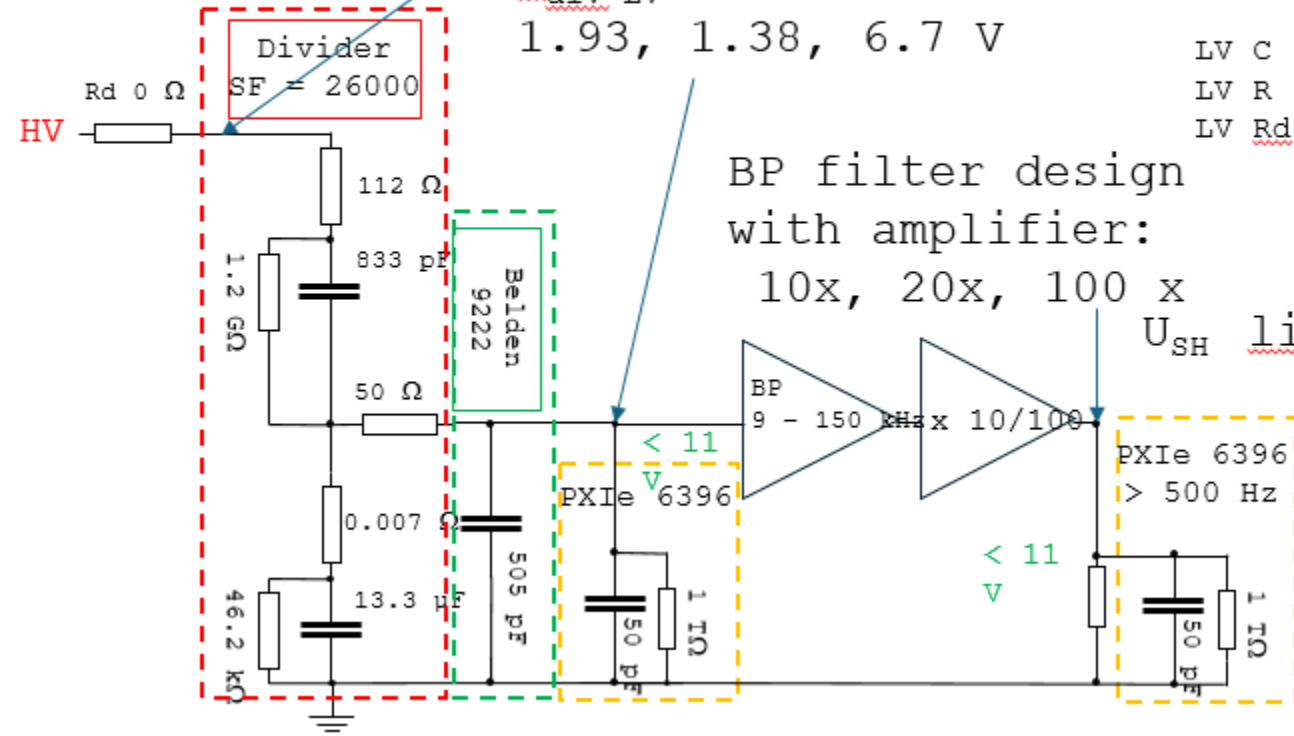 1.93, 1.38, 6.7 V
Divider
SF = 26000
Rd 0 Ω
HV
LV C
LV R
LV Rd
BP filter design
with amplifier:
10x, 20x, 100 x
U_SH li
112 Ω
833 pF
1.2 GΩ
Belden
9222
50 Ω
BP
9 - 150 kHz
x 10/100
< 11
V
PXIe 6396
PXIe 6396
> 500 Hz
0.007 Ω
505 pF
13.3 µF
46.2 kΩ
50 pF
1 TΩ
< 11
V
50 pF
1 TΩ